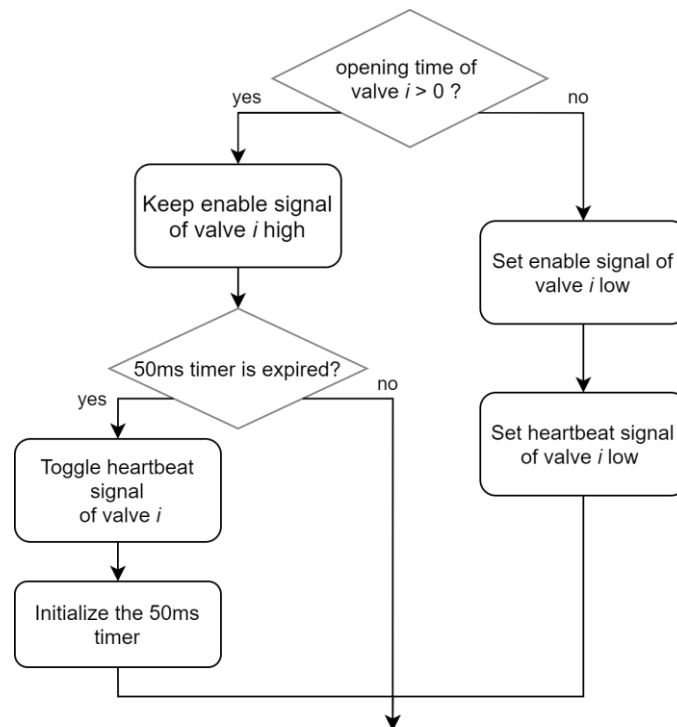 opening time of
valve i > 0 ?
yes
no
Keep enable signal
of valve i high
Set enable signal of
valve i low
50ms timer is expired?
yes
no
Set heartbeat signal
of valve i low
Toggle heartbeat
signal
of valve i
Initialize the 50ms
timer